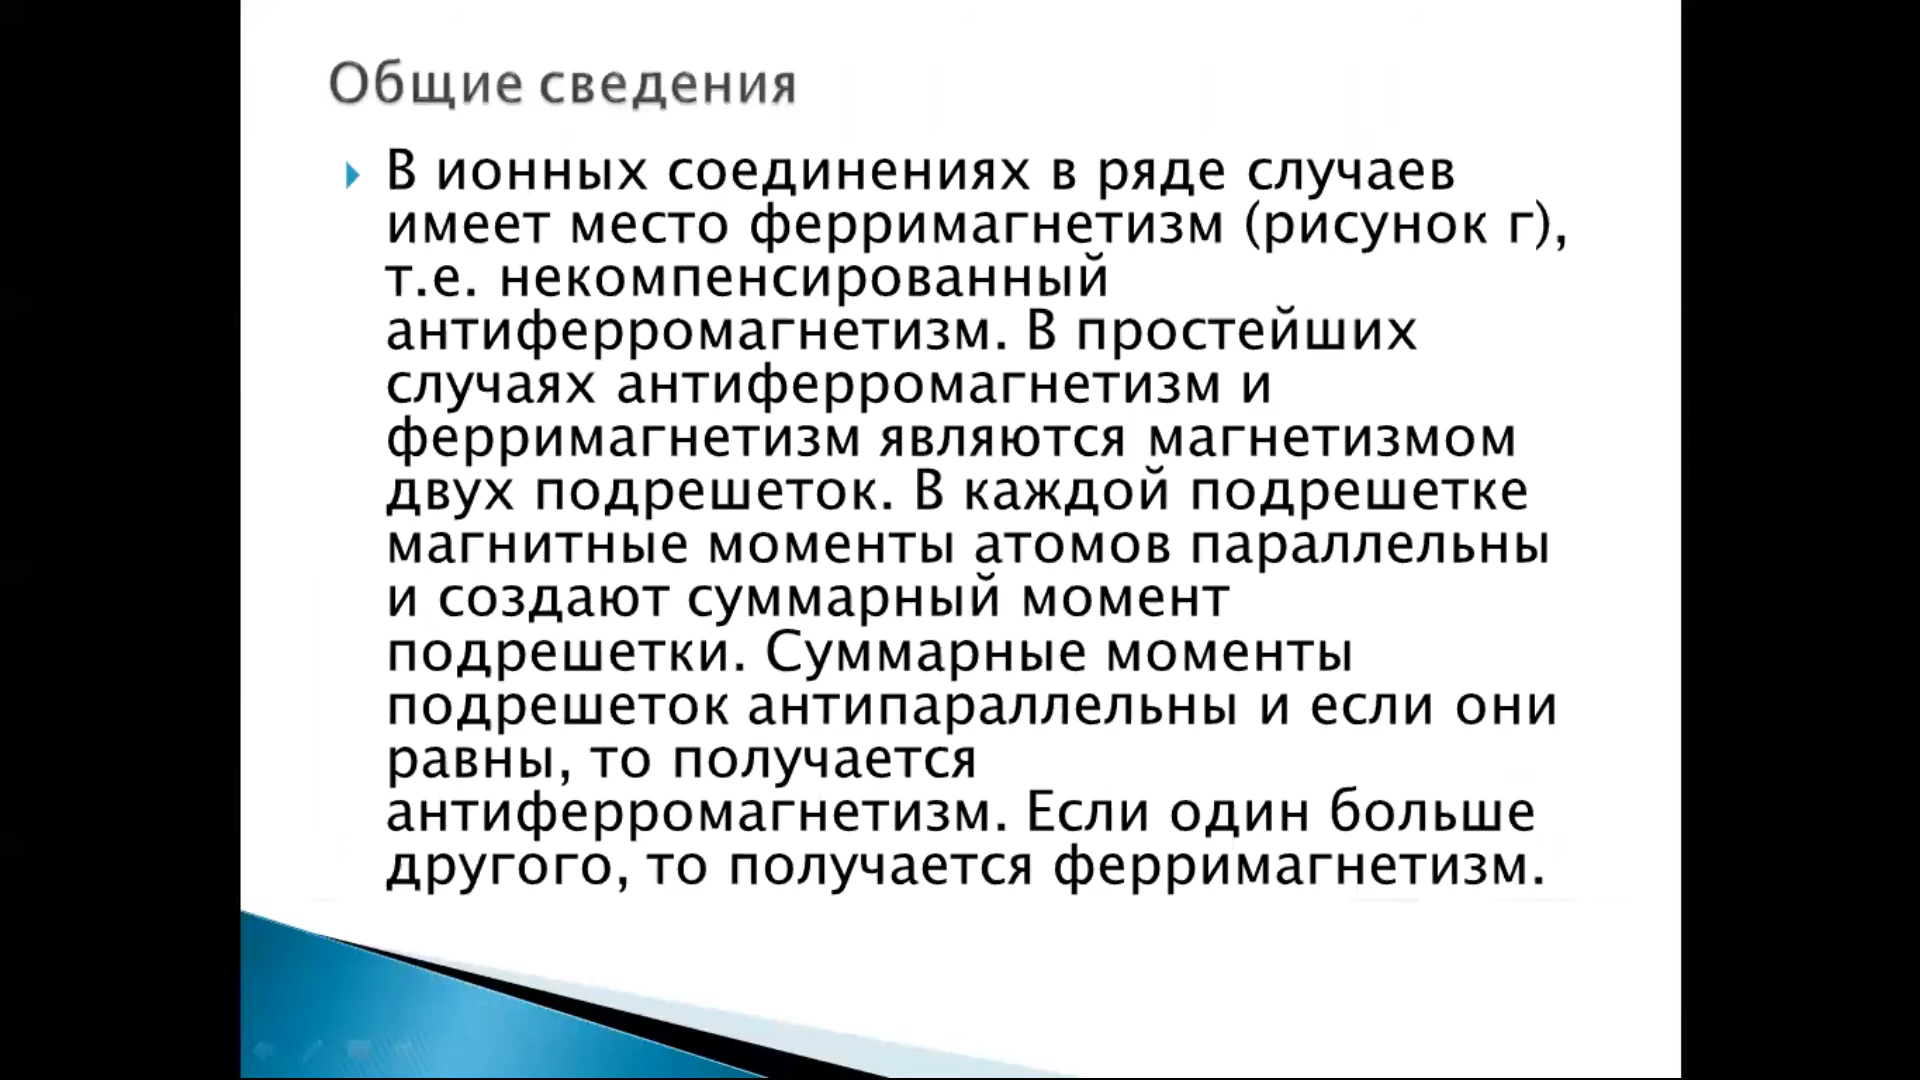 Общие сведения
В ионных соединениях в ряде случаев
имеет место ферримагнетизм (рисунок г),
т.е. некомпенсированный
антиферромагнетизм. В простейших
случаях антиферромагнетизм и
ферримагнетизм являются магнетизмом
двух подрешеток. В каждой подрешетке
магнитные моменты атомов параллельны
и создают суммарный момент
подрешетки. Суммарные моменты
подрешеток антипараллельны и если они
равны, то получается
антиферромагнетизм. Если один больше
другого, то получается ферримагнетизм.